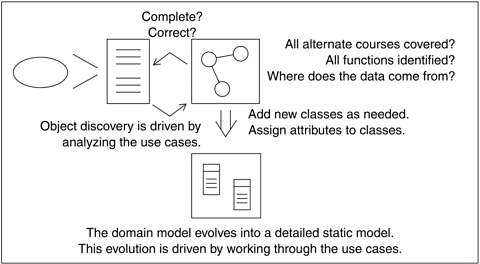 Complete?
Correct?
All alternate courses covered?
All functions identified?
Where does the data come from?
Object discovery is driven by
analyzing the use cases.
Add new classes as needed.
Assign attributes to classes.
The domain model evolves into a detailed static model.
This evolution is driven by working through the use cases.